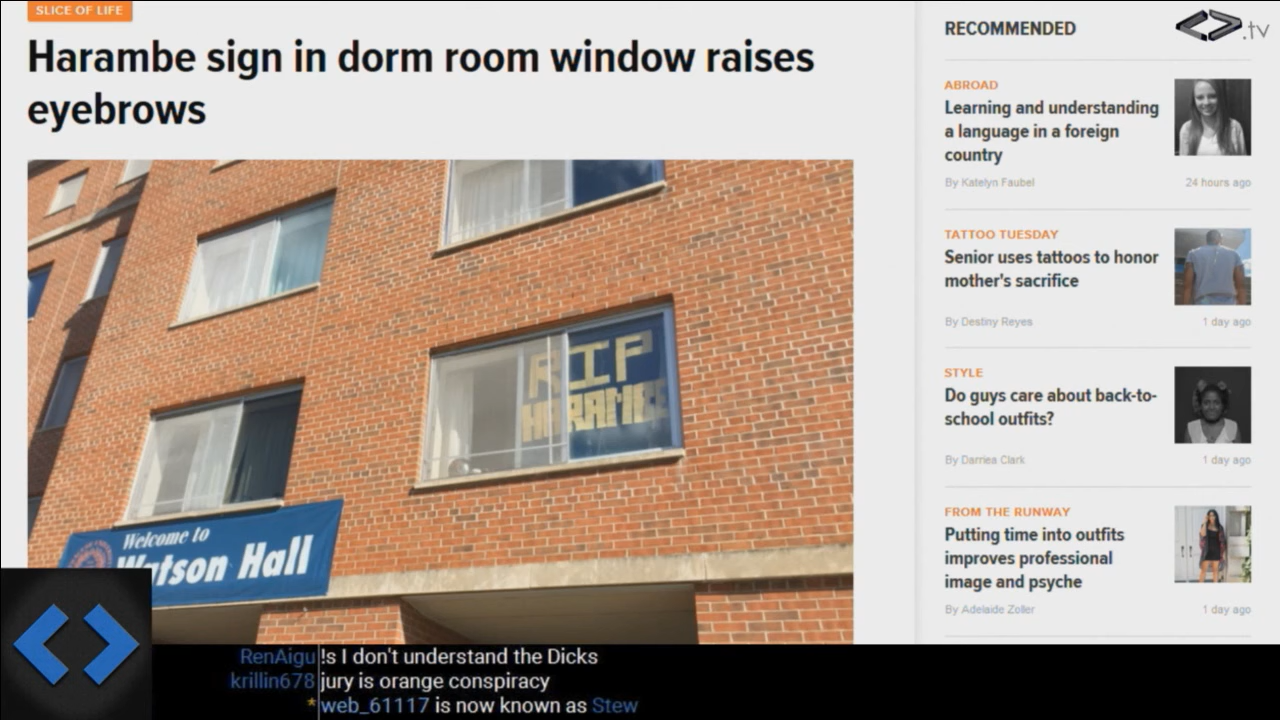 SLICE OF LIFE
Harambe sign in dorm room window raises
eyebrows
RIP
Welcome to
Watson Hall
RECOMMENDED
.tv
ABROAD
Learning and understanding
a language in a foreign
country
By Katelyn Faubel
24 hours ago
TATTOO TUESDAY
Senior uses tattoos to honor
mother's sacrifice
By Destiny Reyes
1 day ago
STYLE
Do guys care about back-to-
school outfits?
By Darriea Clark
1 day ago
FROM THE RUNWAY
Putting time into outfits
improves professional
image and psyche
By Adelaide Zoller
1 day ago
RenAigu !s I don't understand the Dicks
krillin678 jury is orange conspiracy
* web_61117 is now known as Stew